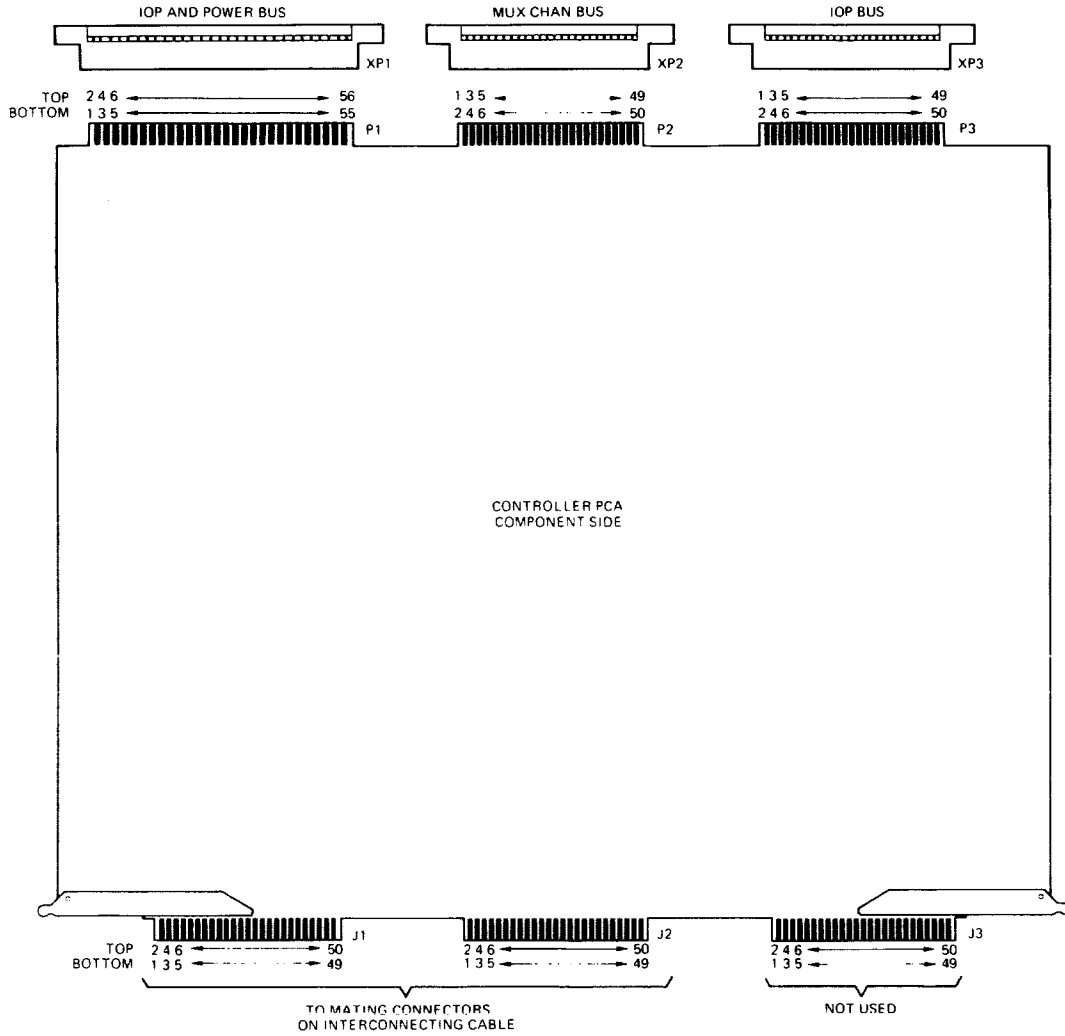 IOP AND POWER BUS MUX CHAN BUS IOP BUS
XP1 XP2 XP3
TOP 2 4 6 56 1 3 5 49 1 3 5 49
BOTTOM 1 3 5 55 2 4 6 50 2 4 6 50
P1 P2 P3
CONTROLLER PCA
COMPONENT SIDE
J1 J2 J3
TOP 2 4 6 50 2 4 6 50 2 4 6 50
BOTTOM 1 3 5 49 1 3 5 49 1 3 5 49
TO MATING CONNECTORS
ON INTERCONNECTING CABLE
NOT USED